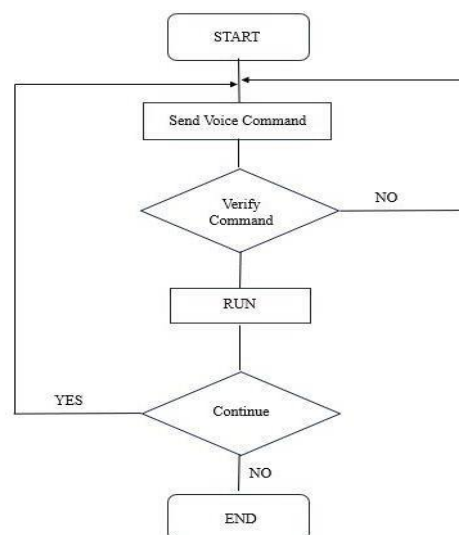 START
Send Voice Command
Verify
Command
NO
RUN
YES
Continue
NO
END